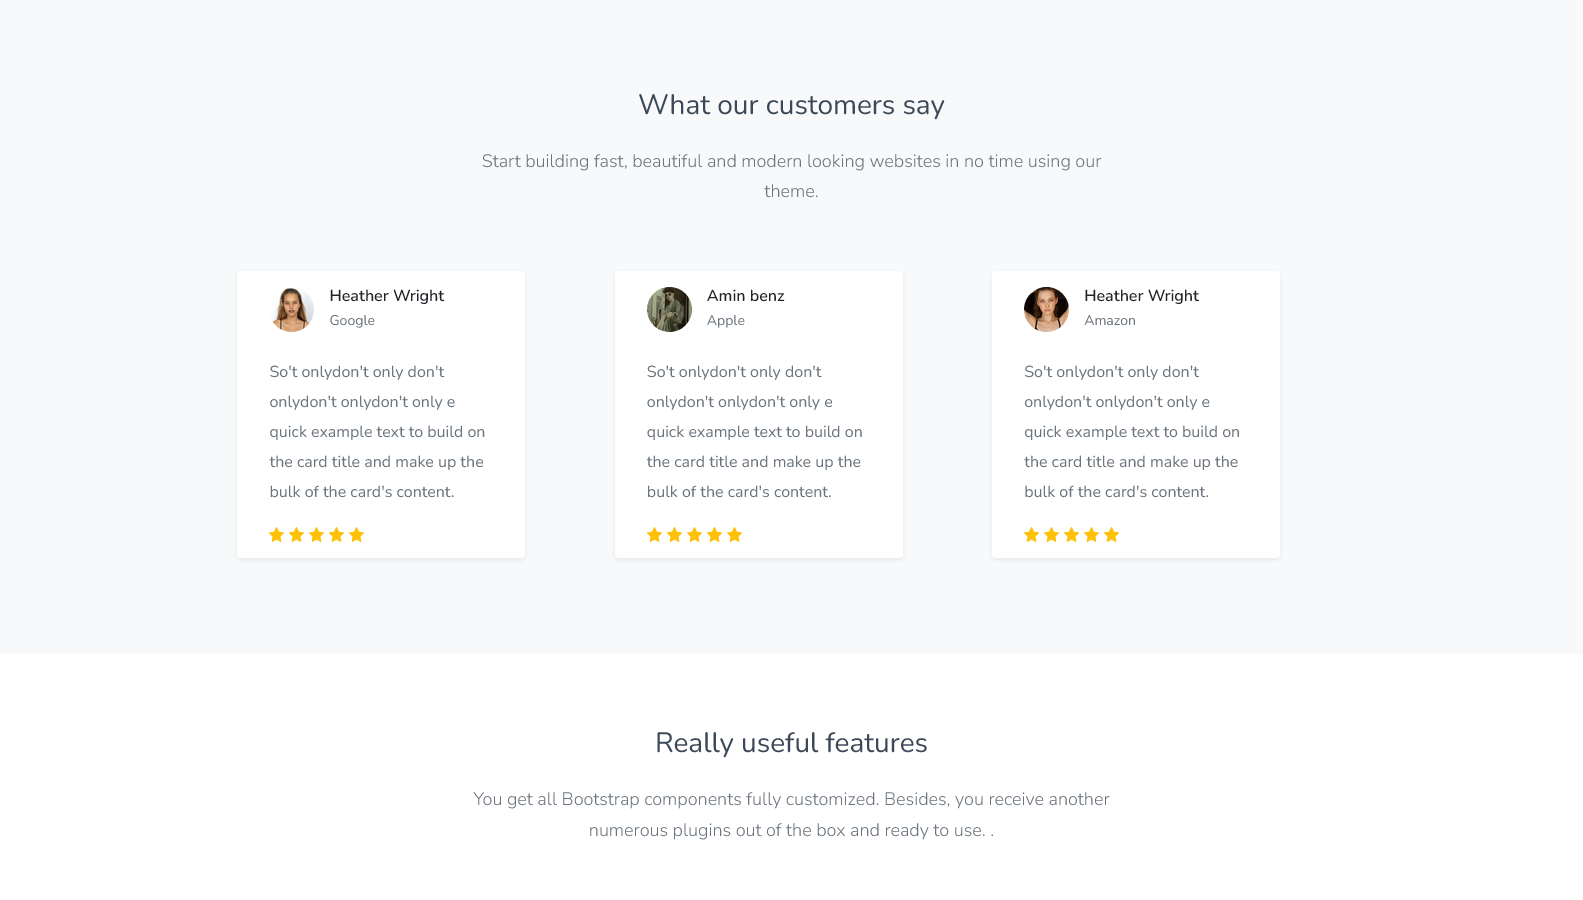 What our customers say
Start building fast, beautiful and modern looking websites in no time using our
theme.
Heather Wright
Google
So't onlydon't only don't
onlydon't onlydon't only e
quick example text to build on
the card title and make up the
bulk of the card's content.
Amin benz
Apple
So't onlydon't only don't
onlydon't onlydon't only e
quick example text to build on
the card title and make up the
bulk of the card's content.
Heather Wright
Amazon
So't onlydon't only don't
onlydon't onlydon't only e
quick example text to build on
the card title and make up the
bulk of the card's content.
Really useful features
You get all Bootstrap components fully customized. Besides, you receive another
numerous plugins out of the box and ready to use. .